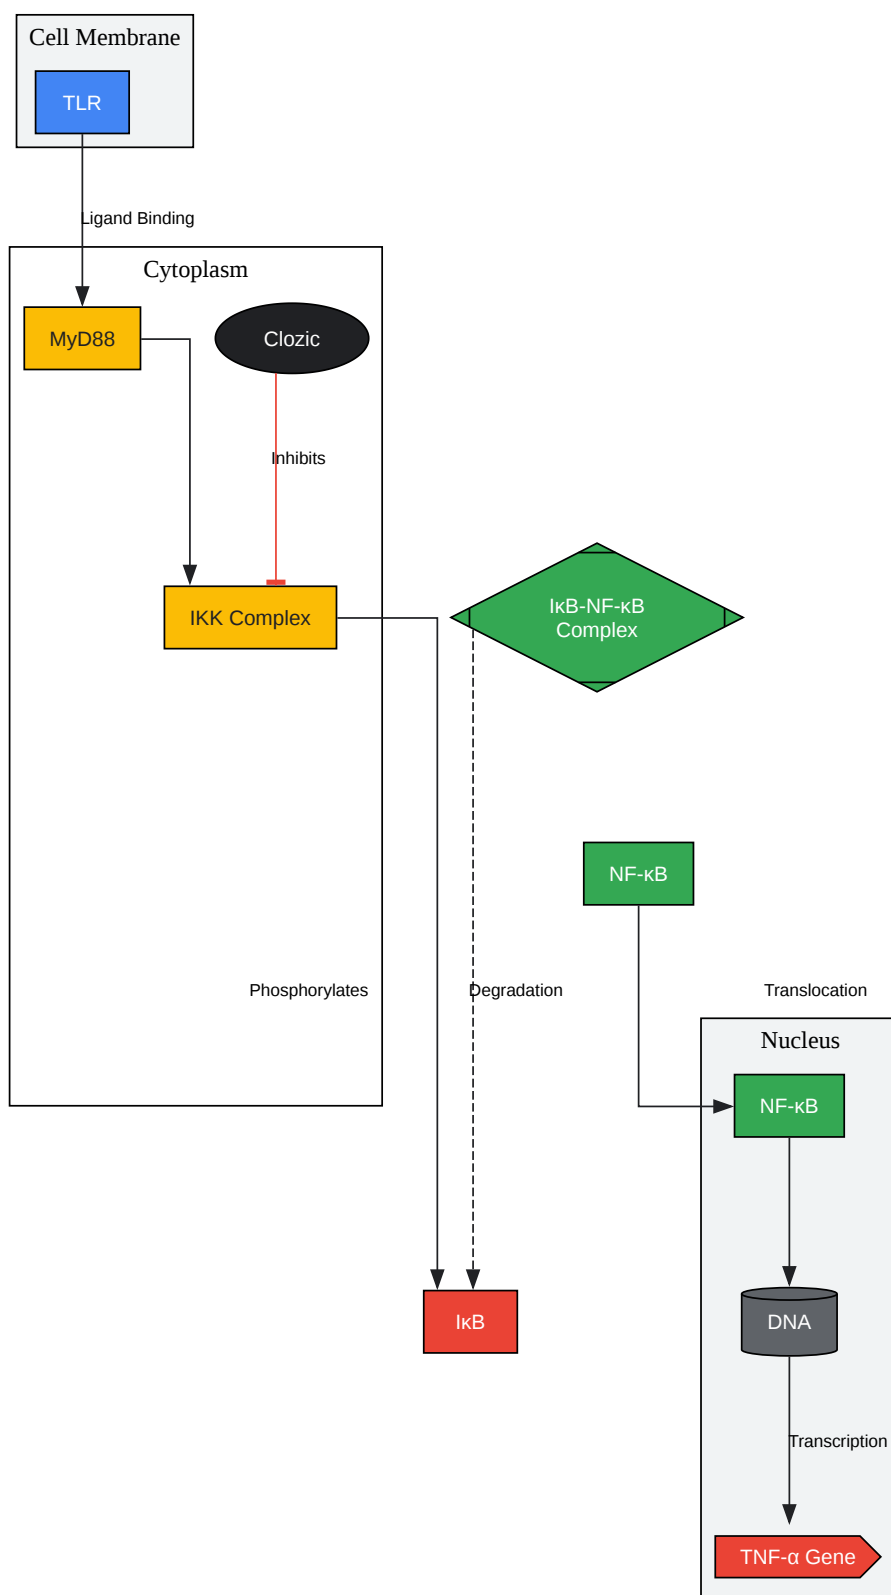 Cell Membrane
TLR
Ligand Binding
Cytoplasm
MyD88
Clozic
Inhibits
IKK Complex
IκB-NF-κB
Complex
NF-κB
Phosphorylates
Degradation
Translocation
Nucleus
NF-κB
IκB
DNA
Transcription
TNF-α Gene